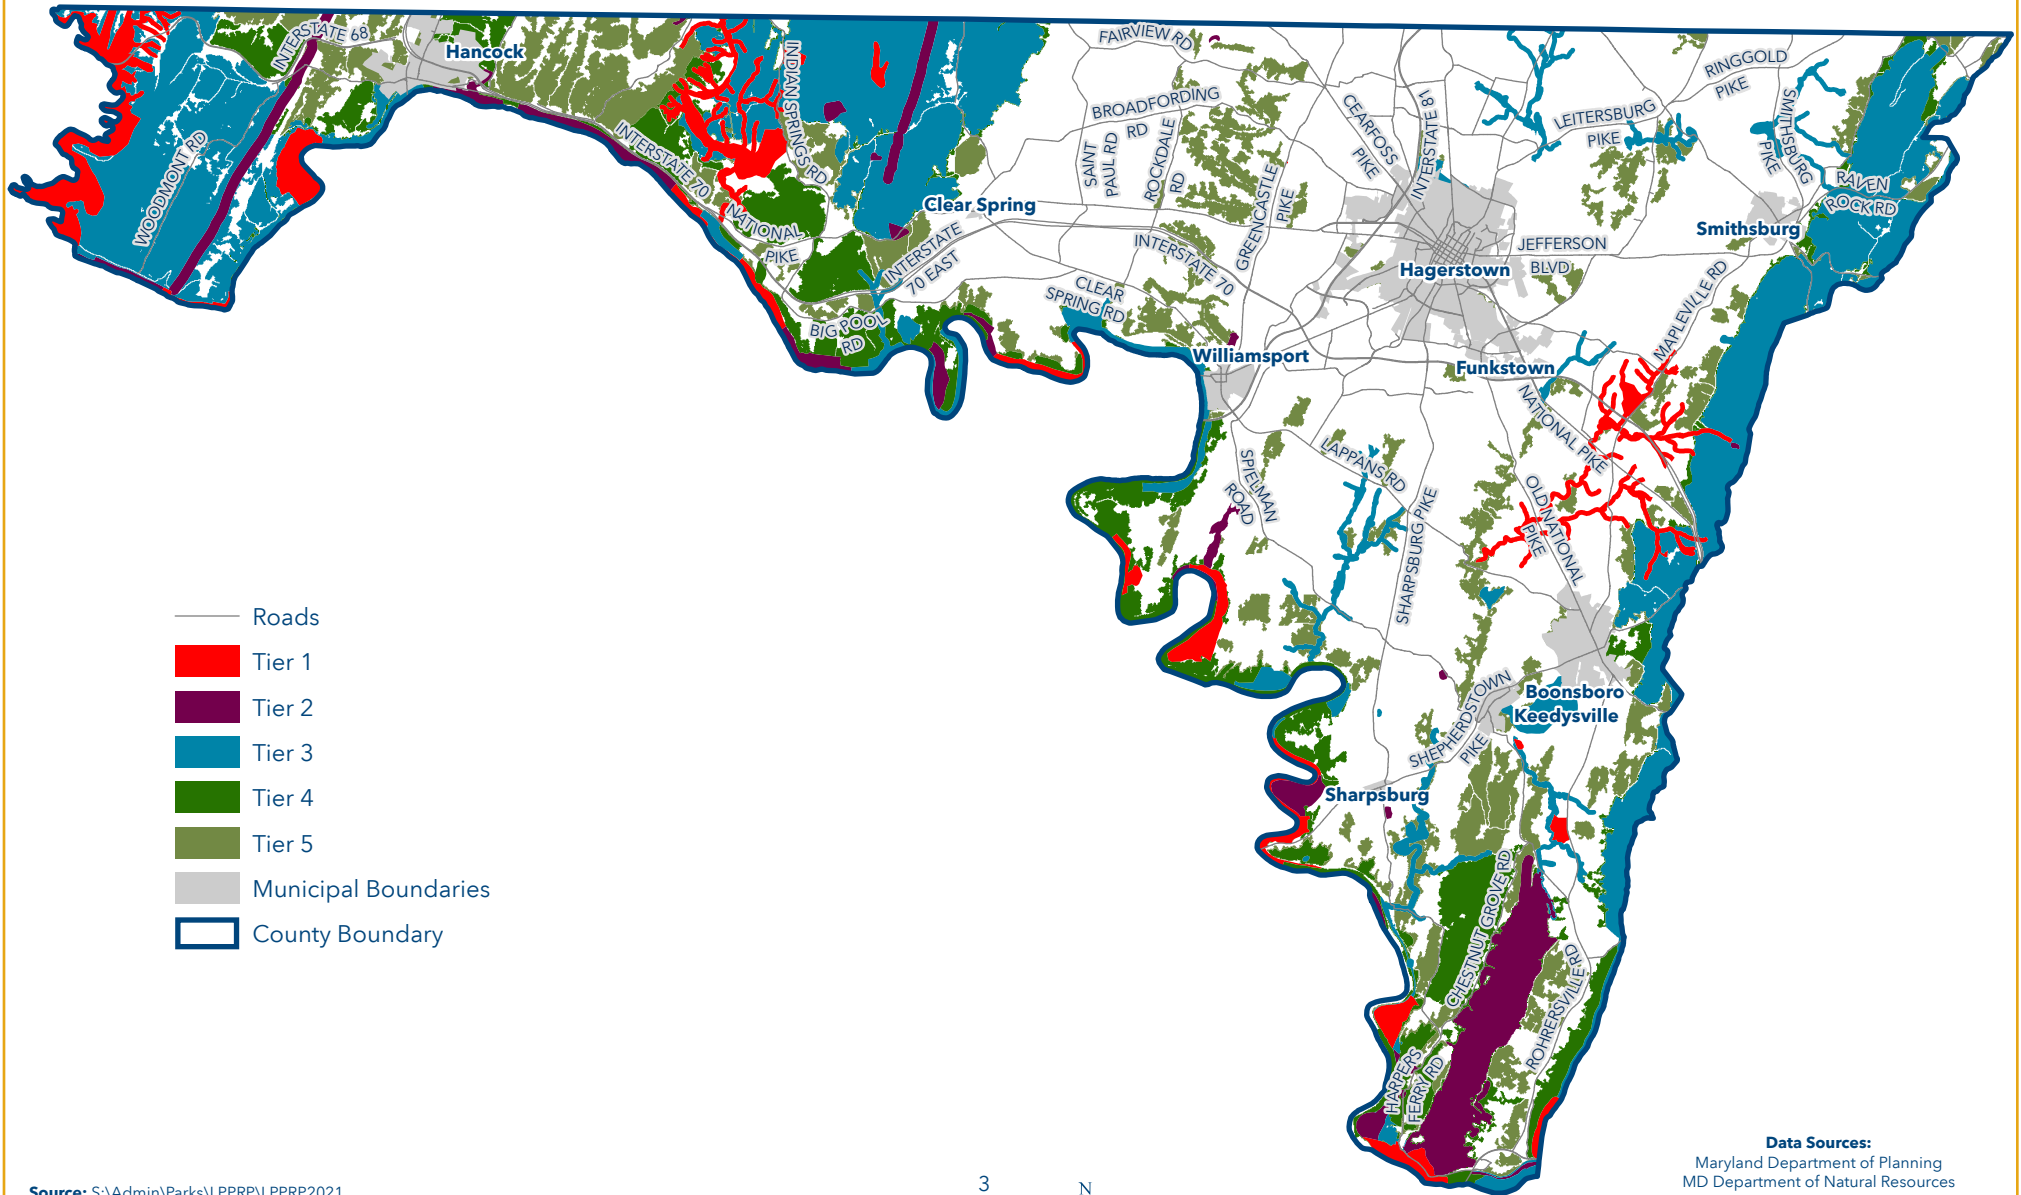 INTERSTATE 68
Hancock
WOODMONT RD
INTERSTATE 70
INDIAN SPRINGS RD
NATIONAL
PIKE
BIG POOL
RD
Clear Spring
INTERSTATE
70 EAST
FAIRVIEW RD
BROADFORDING
RD
SAINT
PAUL RD
ROCKDALE
RD
GREENCASTLE
PIKE
CLEAR
SPRING RD
INTERSTATE 70
CEARFOSS
PIKE
INTERSTATE 81
LEITERSBURG
PIKE
RINGGOLD
PIKE
SMITHSBURG
PIKE
RAVEN
ROCK RD
Smithsburg
JEFFERSON
BLVD
Hagerstown
MAPLEVILLE RD
Williamsport
Funkstown
NATIONAL PIKE
LAPPANS RD
SPIELMAN
ROAD
SHARPSBURG PIKE
OLD NATIONAL
PIKE
Boonsboro
Keedysville
SHEPHERDSTOWN
PIKE
Sharpsburg
CHESTNUT GROVE RD
ROHRERSVILLE RD
HARPERS
FERRY RD
Roads
Tier 1
Tier 2
Tier 3
Tier 4
Tier 5
Municipal Boundaries
County Boundary
Data Sources:
Maryland Department of Planning
MD Department of Natural Resources
Source: S:\Admin\Parks\LPPRP\LPPRP2021
3
N